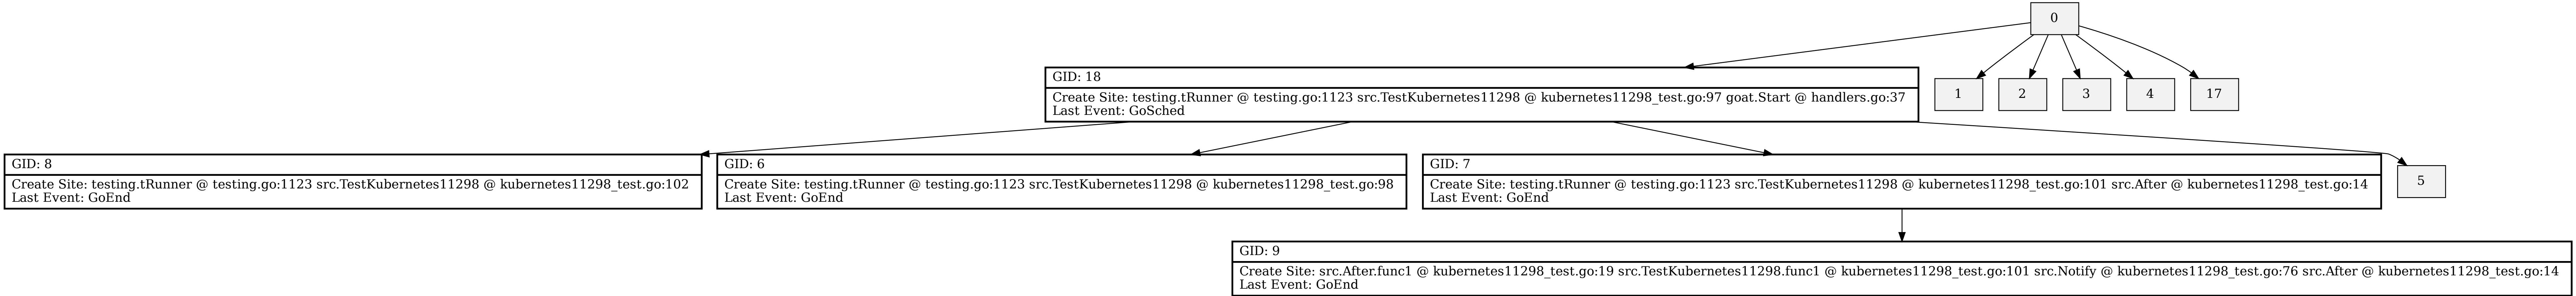 0
GID: 18
Create Site: testing.tRunner @ testing.go:1123 src.TestKubernetes11298 @ kubernetes11298_test.go:97 goat.Start @ handlers.go:37
Last Event: GoSched
1
2
3
4
17
GID: 8
Create Site: testing.tRunner @ testing.go:1123 src.TestKubernetes11298 @ kubernetes11298_test.go:102
Last Event: GoEnd
GID: 6
Create Site: testing.tRunner @ testing.go:1123 src.TestKubernetes11298 @ kubernetes11298_test.go:98
Last Event: GoEnd
GID: 7
Create Site: testing.tRunner @ testing.go:1123 src.TestKubernetes11298 @ kubernetes11298_test.go:101 src.After @ kubernetes11298_test.go:14
Last Event: GoEnd
5
GID: 9
Create Site: src.After.func1 @ kubernetes11298_test.go:19 src.TestKubernetes11298.func1 @ kubernetes11298_test.go:101 src.Notify @ kubernetes11298_test.go:76 src.After @ kubernetes11298_test.go:14
Last Event: GoEnd